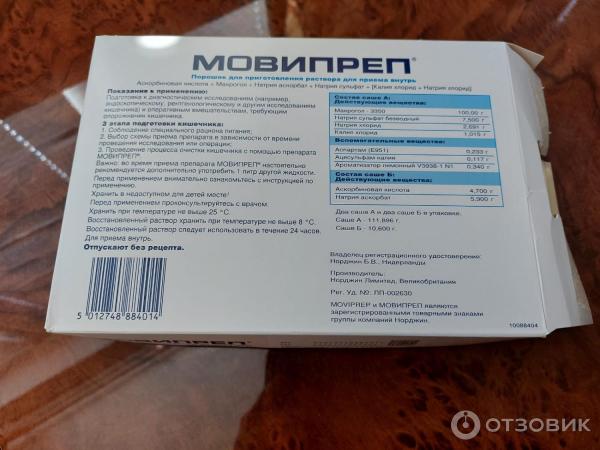 МОВИПРЕП®
Порошок для приготовления раствора для приема внутрь
Аскорбиновая кислота + Макрогол + Натрия аскорбат + Натрия сульфат + [Калия хлорид + Натрия хлорид]
Показания к применению:
Подготовка к диагностическим исследованиям (например,
эндоскопическому, рентгенологическому и другим исследованиям
кишечника) и оперативным вмешательствам, требующим
опорожнения кишечника.
3 этапа подготовки кишечника:
1. Соблюдение специального рациона питания;
2. Выбор схемы приема препарата в зависимости от времени
проведения исследования или операции;
3. Проведение процесса очистки кишечника с помощью препарата
МОВИПРЕП®
Важно: во время приема препарата МОВИПРЕП® настоятельно
рекомендуется дополнительно употребить 1 литр другой жидкости.
Перед применением внимательно ознакомьтесь с инструкцией по
применению.
Хранить в недоступном для детей месте!
Перед применением проконсультируйтесь с врачом.
Хранить при температуре не выше 25 °C.
Восстановленный раствор хранить при температуре не выше 8 °C.
Восстановленный раствор следует использовать в течение 24 часов.
Для приема внутрь.
Отпускают без рецепта.
5 012748 884014
Состав саше А:
Действующие вещества:
Макрогол - 3350 100,00 г
Натрия сульфат безводный 7,500 г
Натрия хлорид 2,691 г
Калия хлорид 1,015 г
Вспомогательные вещества:
Аспартам (E951) 0,233 г
Ацесульфам калия 0,117 г
Ароматизатор лимонный V3938-1 N1 0,340 г
Состав саше Б:
Действующие вещества:
Аскорбиновая кислота 4,700 г
Натрия аскорбат 5,900 г
Два саше А и два саше Б в упаковке.
Саше А - 111,896 г.
Саше Б - 10,600 г.
Владелец регистрационного удостоверения:
Норджин Б.В., Нидерланды
Производитель:
Норджин Лимитед, Великобритания
Рег. Уд. №: ЛП-002630
MOVIPREP и МОВИПРЕП являются
зарегистрированными товарными знаками
группы компаний Норджин.
10088404
МОВИПРЕП®
ОТЗОВИК